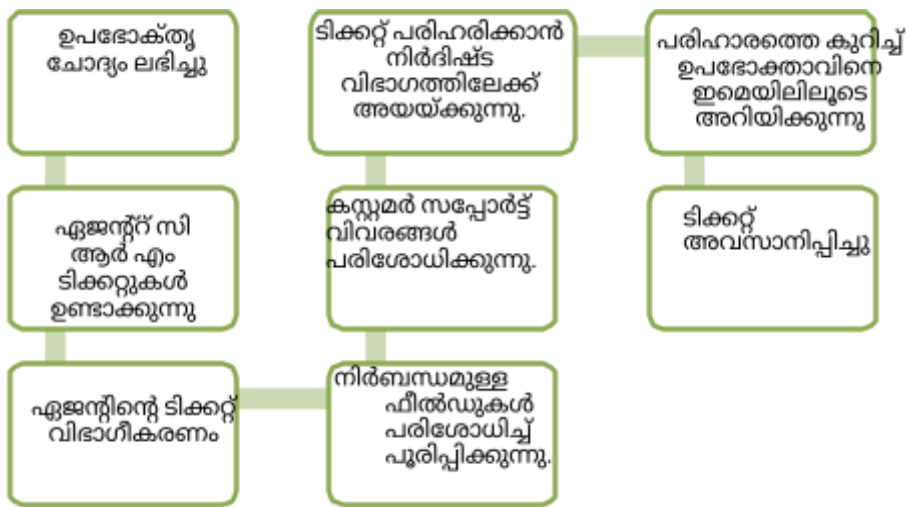 ഉപഭോക്തൃ
ചോദ്യം ലഭിച്ചു
ഏജന്റ് സി
ആർ എം
ടിക്കറ്റുകൾ
ഉണ്ടാക്കുന്നു
ഏജന്റിന്റെ ടിക്കറ്റ്
വിഭാഗീകരണം
നിർബന്ധമുള്ള
ഫീൽഡുകൾ
പരിശോധിച്ച്
പൂരിപ്പിക്കുന്നു.
കസ്റ്റമർ സപ്പോർട്ട്
വിവരങ്ങൾ
പരിശോധിക്കുന്നു.
ടിക്കറ്റ് പരിഹരിക്കാൻ
നിർദിഷ്ട
വിഭാഗത്തിലേക്ക്
അയയ്ക്കുന്നു.
പരിഹാരത്തെ കുറിച്ച്
ഉപഭോക്താവിനെ
ഇമെയിലിലൂടെ
അറിയിക്കുന്നു
ടിക്കറ്റ്
അവസാനിപ്പിച്ചു